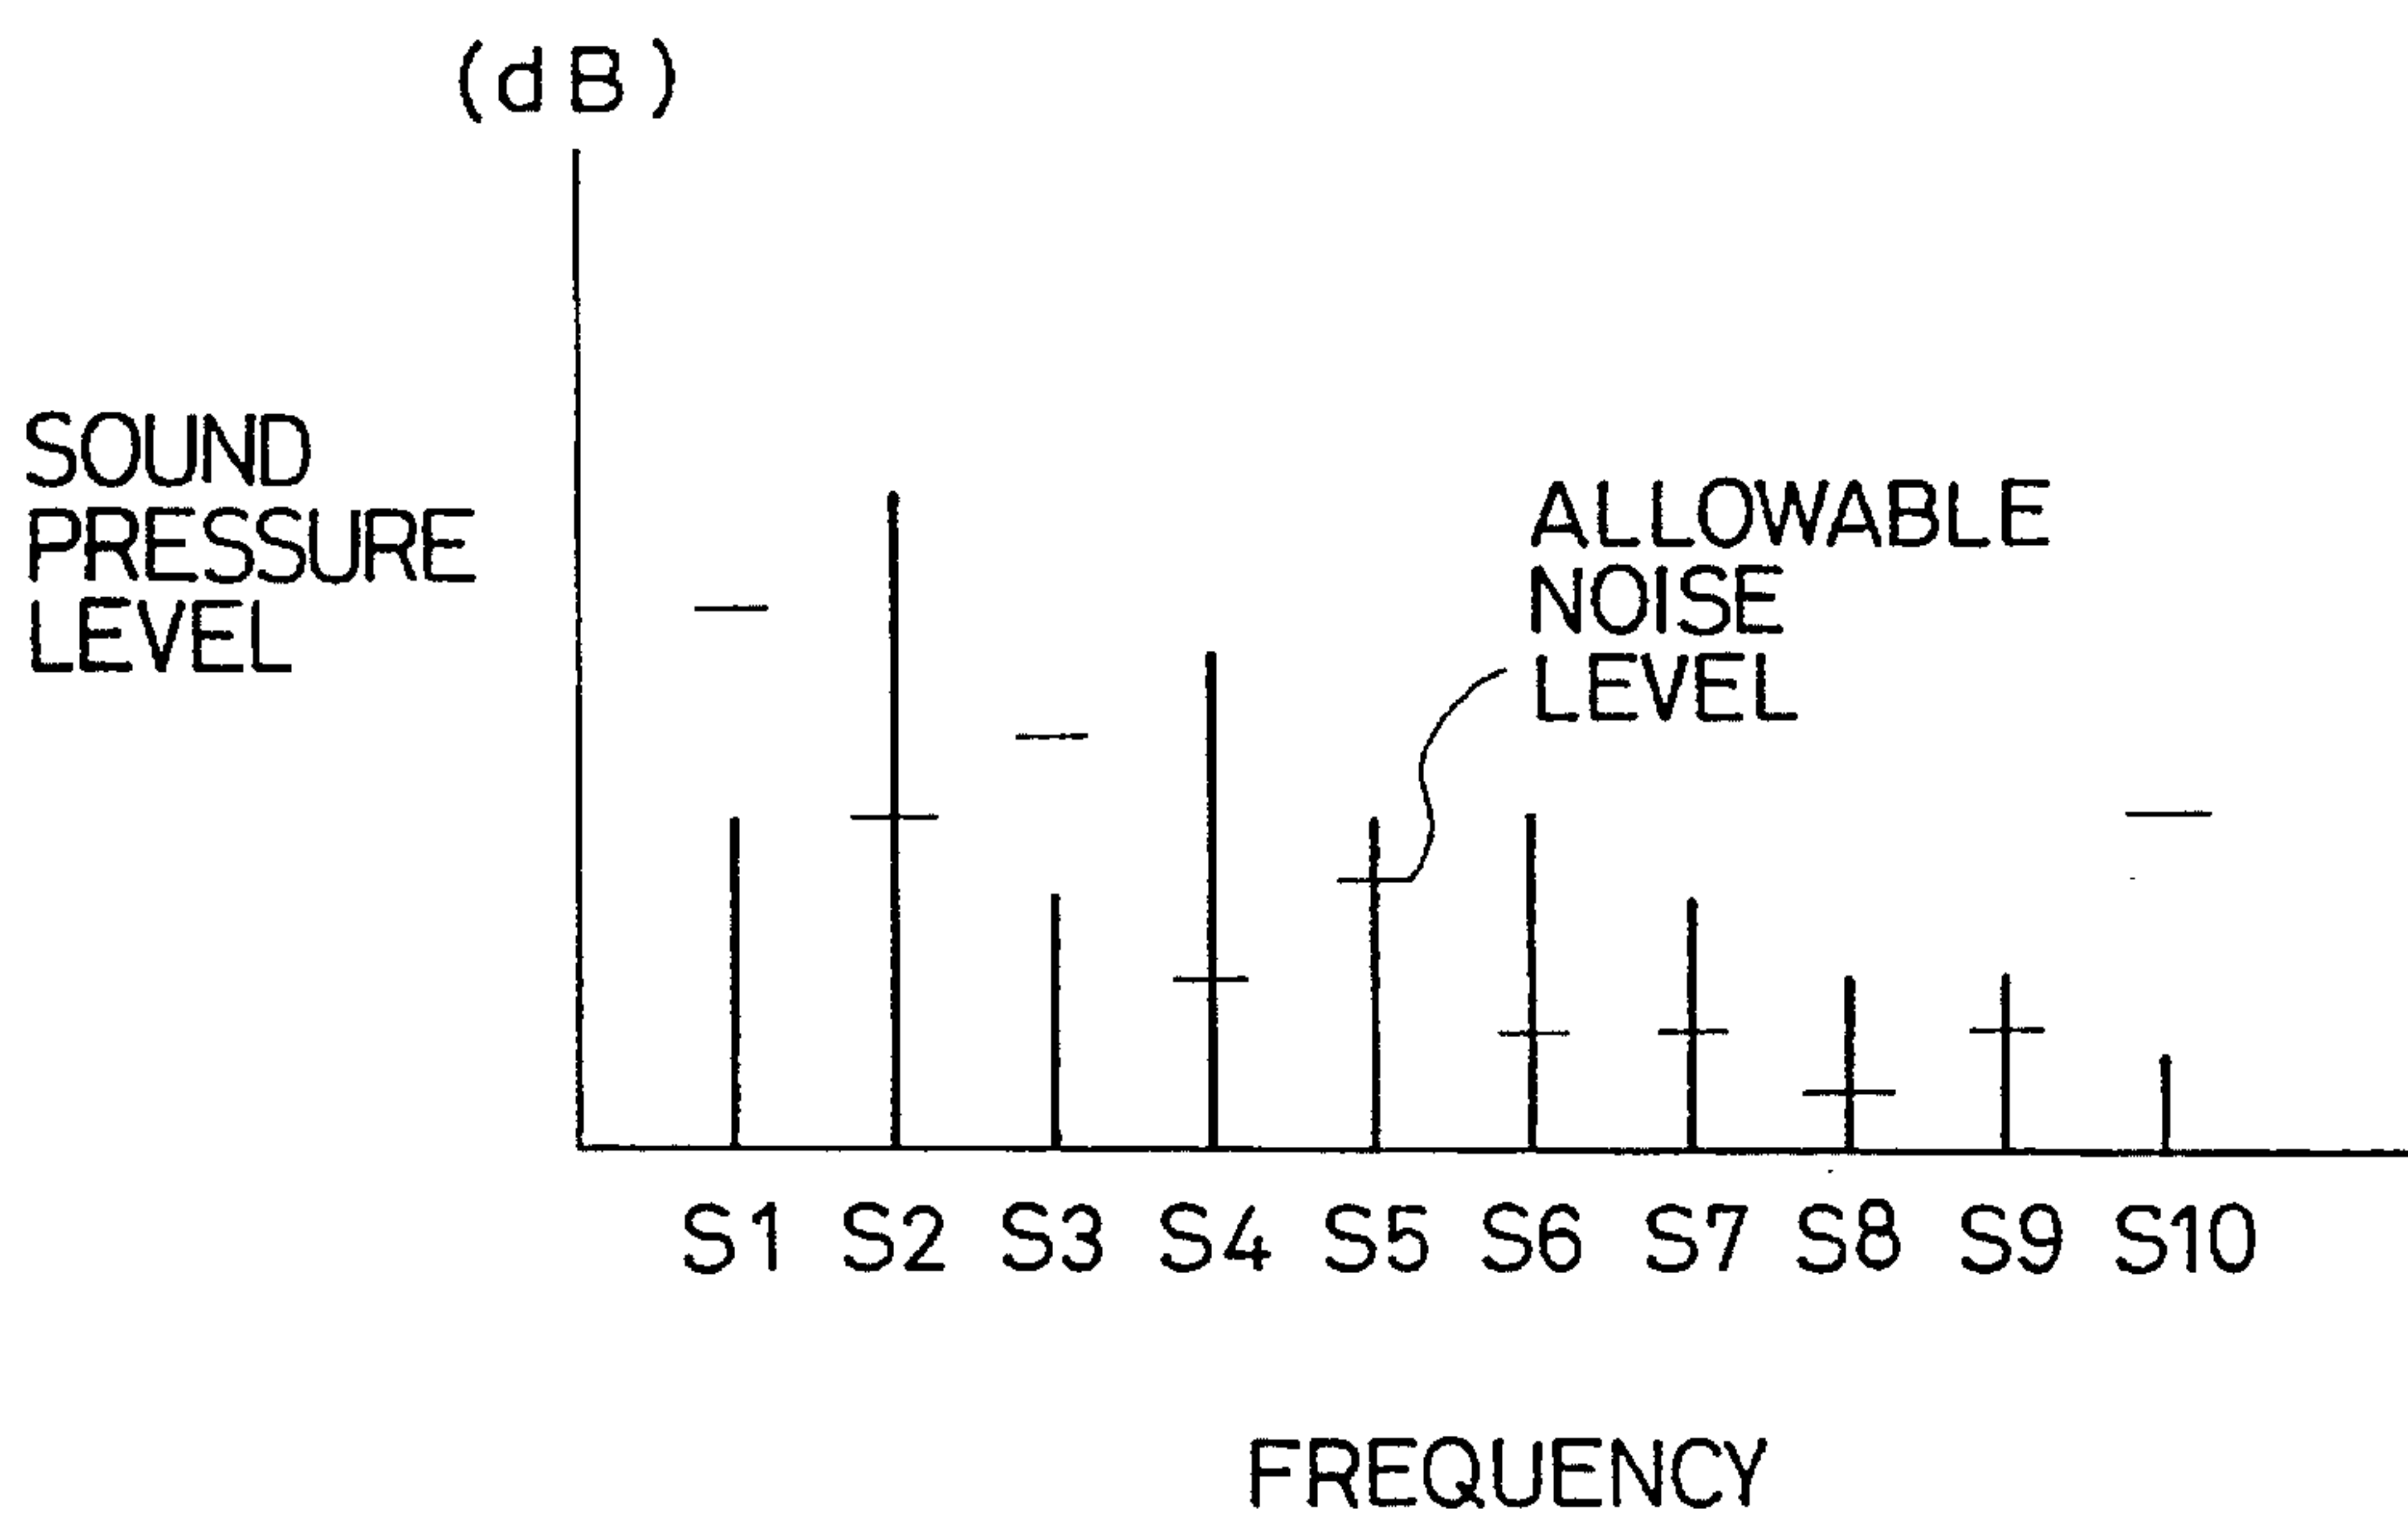 (dB)
SOUND
PRESSURE
LEVEL
ALLOWABLE
NOISE
LEVEL
S1 S2 S3 S4 S5 S6 S7 S8 S9 S10
FREQUENCY